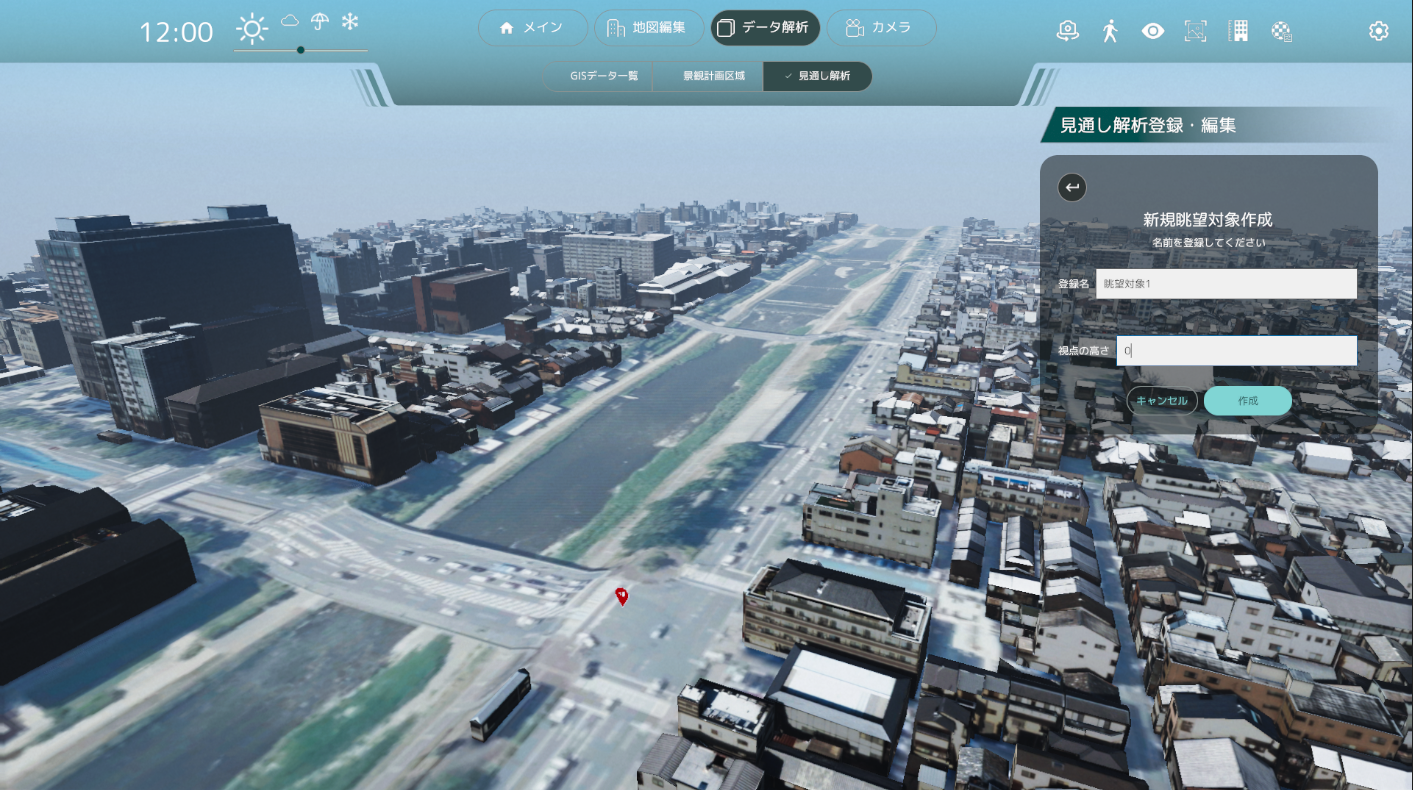 12:00
メイン
地図編集
データ解析
カメラ
GISデータ一覧
景観計画区域
見通し解析
見通し解析登録・編集
新規眺望対象作成
名前を登録してください
登録名
眺望対象1
視点の高さ
0
キャンセル
作成